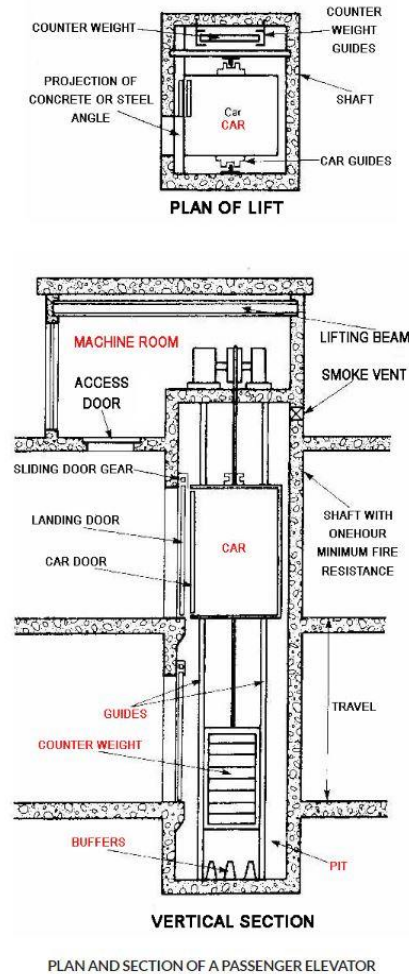 COUNTER WEIGHT
COUNTER
WEIGHT
GUIDES
PROJECTION OF
CONCRETE OR STEEL
ANGLE
SHAFT
Car
CAR
CAR GUIDES
PLAN OF LIFT
MACHINE ROOM
LIFTING BEAM
SMOKE VENT
ACCESS
DOOR
SLIDING DOOR GEAR
LANDING DOOR
CAR DOOR
CAR
SHAFT WITH
ONEHOUR
MINIMUM FIRE
RESISTANCE
GUIDES
TRAVEL
COUNTER WEIGHT
BUFFERS
PIT
VERTICAL SECTION
PLAN AND SECTION OF A PASSENGER ELEVATOR